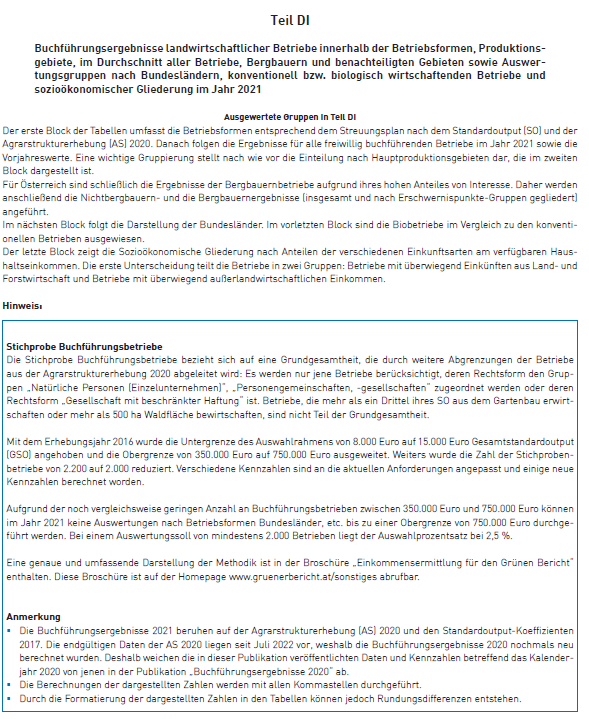 Teil DI
Buchführungsergebnisse landwirtschaftlicher Betriebe innerhalb der Betriebsformen, Produktions-
gebiete, im Durchschnitt aller Betriebe, Bergbauern und benachteiligten Gebieten sowie Auswer-
tungsgruppen nach Bundesländern, konventionell bzw. biologisch wirtschaftenden Betriebe und
sozioökonomischer Gliederung im Jahr 2021
Ausgewertete Gruppen in Teil DI
Der erste Block der Tabellen umfasst die Betriebsformen entsprechend dem Streuungsplan nach dem Standardoutput (SO) und der
Agrarstrukturerhebung (AS) 2020. Danach folgen die Ergebnisse für alle freiwillig buchführenden Betriebe im Jahr 2021 sowie die
Vorjahreswerte. Eine wichtige Gruppierung stellt nach wie vor die Einteilung nach Hauptproduktionsgebieten dar, die im zweiten
Block dargestellt ist.
Für Österreich sind schließlich die Ergebnisse der Bergbauernbetriebe aufgrund ihres hohen Anteiles von Interesse. Daher werden
anschließend die Nichtbergbauern- und die Bergbauernergebnisse (insgesamt und nach Erschwernispunkte-Gruppen gegliedert)
angeführt.
Im nächsten Block folgt die Darstellung der Bundesländer. Im vorletzten Block sind die Biobetriebe im Vergleich zu den konventi-
onellen Betrieben ausgewiesen.
Der letzte Block zeigt die Sozioökonomische Gliederung nach Anteilen der verschiedenen Einkunftsarten am verfügbaren Haus-
haltseinkommen. Die erste Unterscheidung teilt die Betriebe in zwei Gruppen: Betriebe mit überwiegend Einkünften aus Land- und
Forstwirtschaft und Betriebe mit überwiegend außerlandwirtschaftlichen Einkommen.
Hinweis:
Stichprobe Buchführungsbetriebe
Die Stichprobe Buchführungsbetriebe bezieht sich auf eine Grundgesamtheit, die durch weitere Abgrenzungen der Betriebe
aus der Agrarstrukturerhebung 2020 abgeleitet wird: Es werden nur jene Betriebe berücksichtigt, deren Rechtsform den Grup-
pen „Natürliche Personen (Einzelunternehmen)“, „Personengemeinschaften, -gesellschaften“ zugeordnet werden oder deren
Rechtsform „Gesellschaft mit beschränkter Haftung“ ist. Betriebe, die mehr als ein Drittel ihres SO aus dem Gartenbau erwirt-
schaften oder mehr als 500 ha Waldfläche bewirtschaften, sind nicht Teil der Grundgesamtheit.
Mit dem Erhebungsjahr 2016 wurde die Untergrenze des Auswahlrahmens von 8.000 Euro auf 15.000 Euro Gesamtstandardoutput
(GSO) angehoben und die Obergrenze von 350.000 Euro auf 750.000 Euro ausgeweitet. Weiters wurde die Zahl der Stichproben-
betriebe von 2.200 auf 2.000 reduziert. Verschiedene Kennzahlen sind an die aktuellen Anforderungen angepasst und einige neue
Kennzahlen berechnet worden.
Aufgrund der noch vergleichsweise geringen Anzahl an Buchführungsbetrieben zwischen 350.000 Euro und 750.000 Euro können
im Jahr 2021 keine Auswertungen nach Betriebsformen Bundesländer, etc. bis zu einer Obergrenze von 750.000 Euro durchge-
führt werden. Bei einem Auswertungssoll von mindestens 2.000 Betrieben liegt der Auswahlprozentsatz bei 2,5 %.
Eine genaue und umfassende Darstellung der Methodik ist in der Broschüre „Einkommensermittlung für den Grünen Bericht“
enthalten. Diese Broschüre ist auf der Homepage www.gruenerbericht.at/sonstiges abrufbar.
Anmerkung
• Die Buchführungsergebnisse 2021 beruhen auf der Agrarstrukturerhebung (AS) 2020 und den Standardoutput-Koeffizienten
2017. Die endgültigen Daten der AS 2020 liegen seit Juli 2022 vor, weshalb die Buchführungsergebnisse 2020 nochmals neu
berechnet wurden. Deshalb weichen die in dieser Publikation veröffentlichten Daten und Kennzahlen betreffend das Kalender-
jahr 2020 von jenen in der Publikation „Buchführungsergebnisse 2020“ ab.
• Die Berechnungen der dargestellten Zahlen werden mit allen Kommastellen durchgeführt.
• Durch die Formatierung der dargestellten Zahlen in den Tabellen können jedoch Rundungsdifferenzen entstehen.